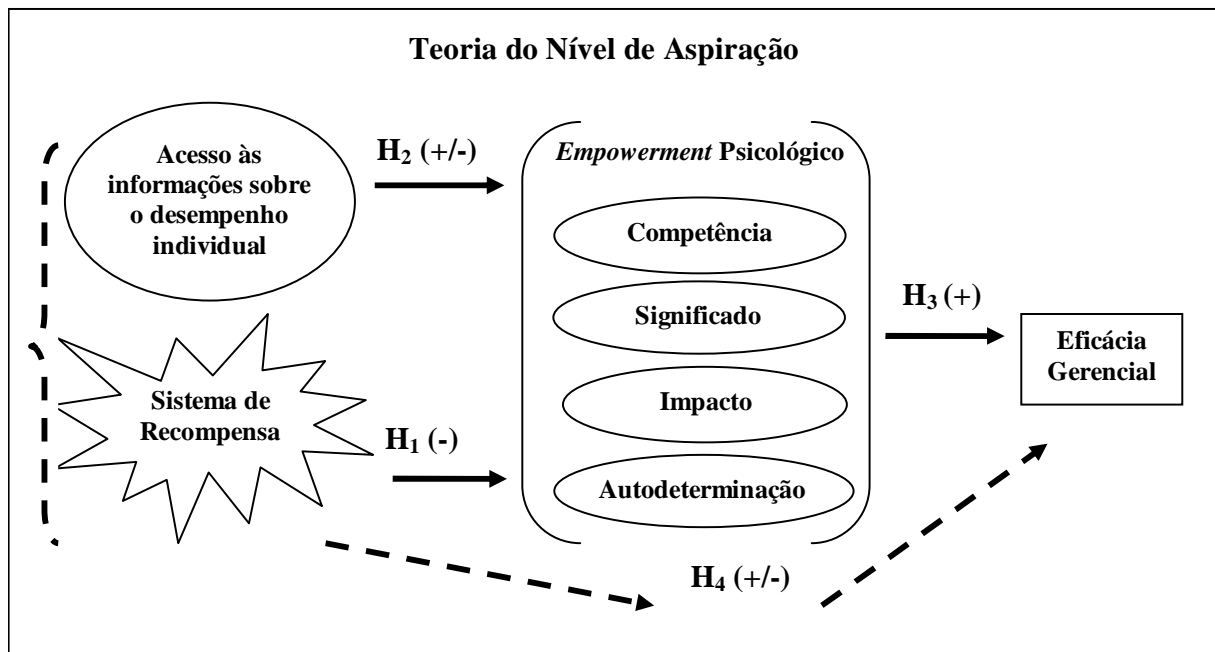 Teoria do Nível de Aspiração
Acesso às
informações sobre
o desempenho
individual
H₂ (+/-)
Empowerment Psicológico
Competência
Significado
Impacto
Autodeterminação
Sistema de
Recompensa
H₁ (-)
H₃ (+)
Eficácia
Gerencial
H₄ (+/-)